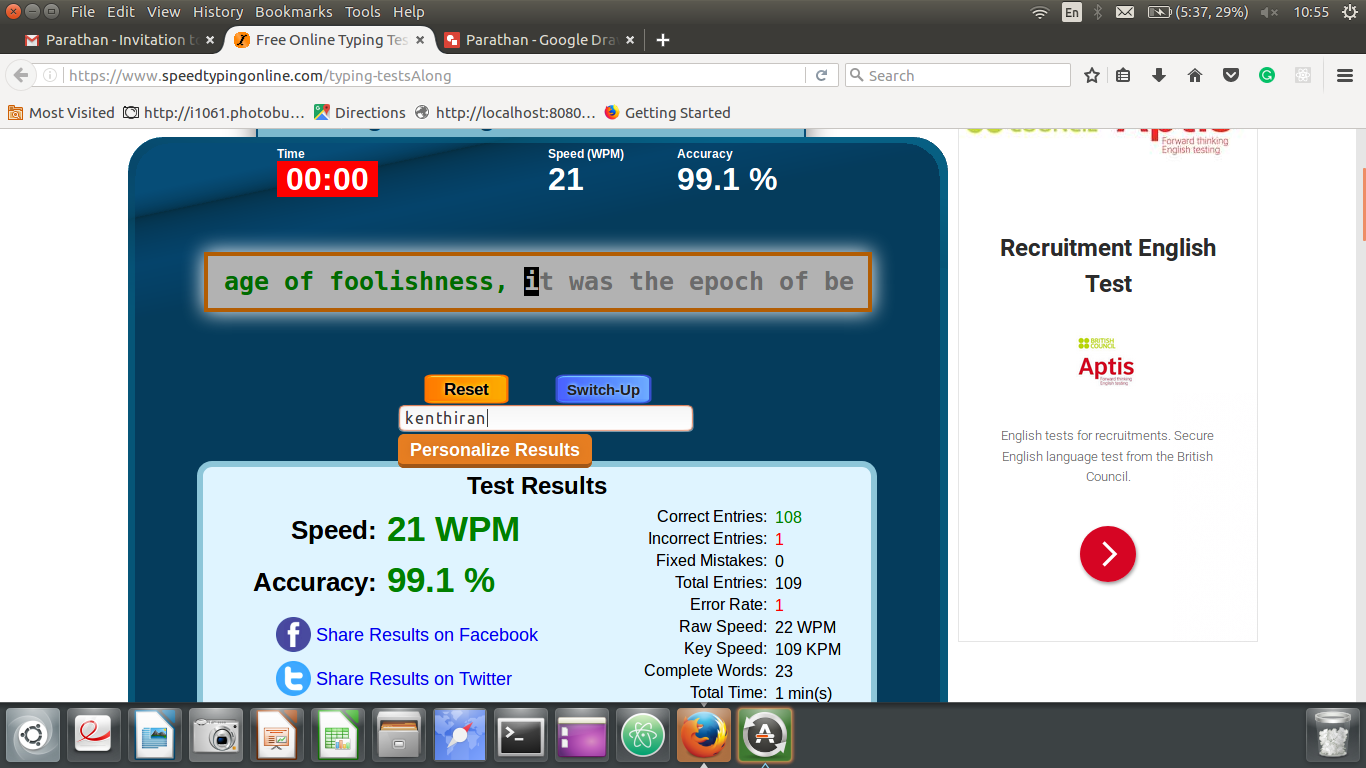 File Edit View History Bookmarks Tools Help
En
(5:37, 29%)
10:55
Parathan - Invitation to
Free Online Typing Tes
Parathan - Google Dra
https://www.speedtypingonline.com/typing-testsAlong
Search
Most Visited
http://i1061.photobu...
Directions
http://localhost:8080...
Getting Started
Time
Speed (WPM)
Accuracy
00:00
21
99.1 %
age of foolishness, it was the epoch of be
Reset
Switch-Up
kenthiran
Personalize Results
Test Results
Speed: 21 WPM
Accuracy: 99.1 %
Share Results on Facebook
Share Results on Twitter
Correct Entries: 108
Incorrect Entries: 1
Fixed Mistakes: 0
Total Entries: 109
Error Rate: 1
Raw Speed: 22 WPM
Key Speed: 109 KPM
Complete Words: 23
Total Time: 1 min(s)
Aptis
Forward thinking
English testing
Recruitment English
Test
BRITISH
COUNCIL
Aptis
Forward thinking
English testing
English tests for recruitments. Secure
English language test from the British
Council.